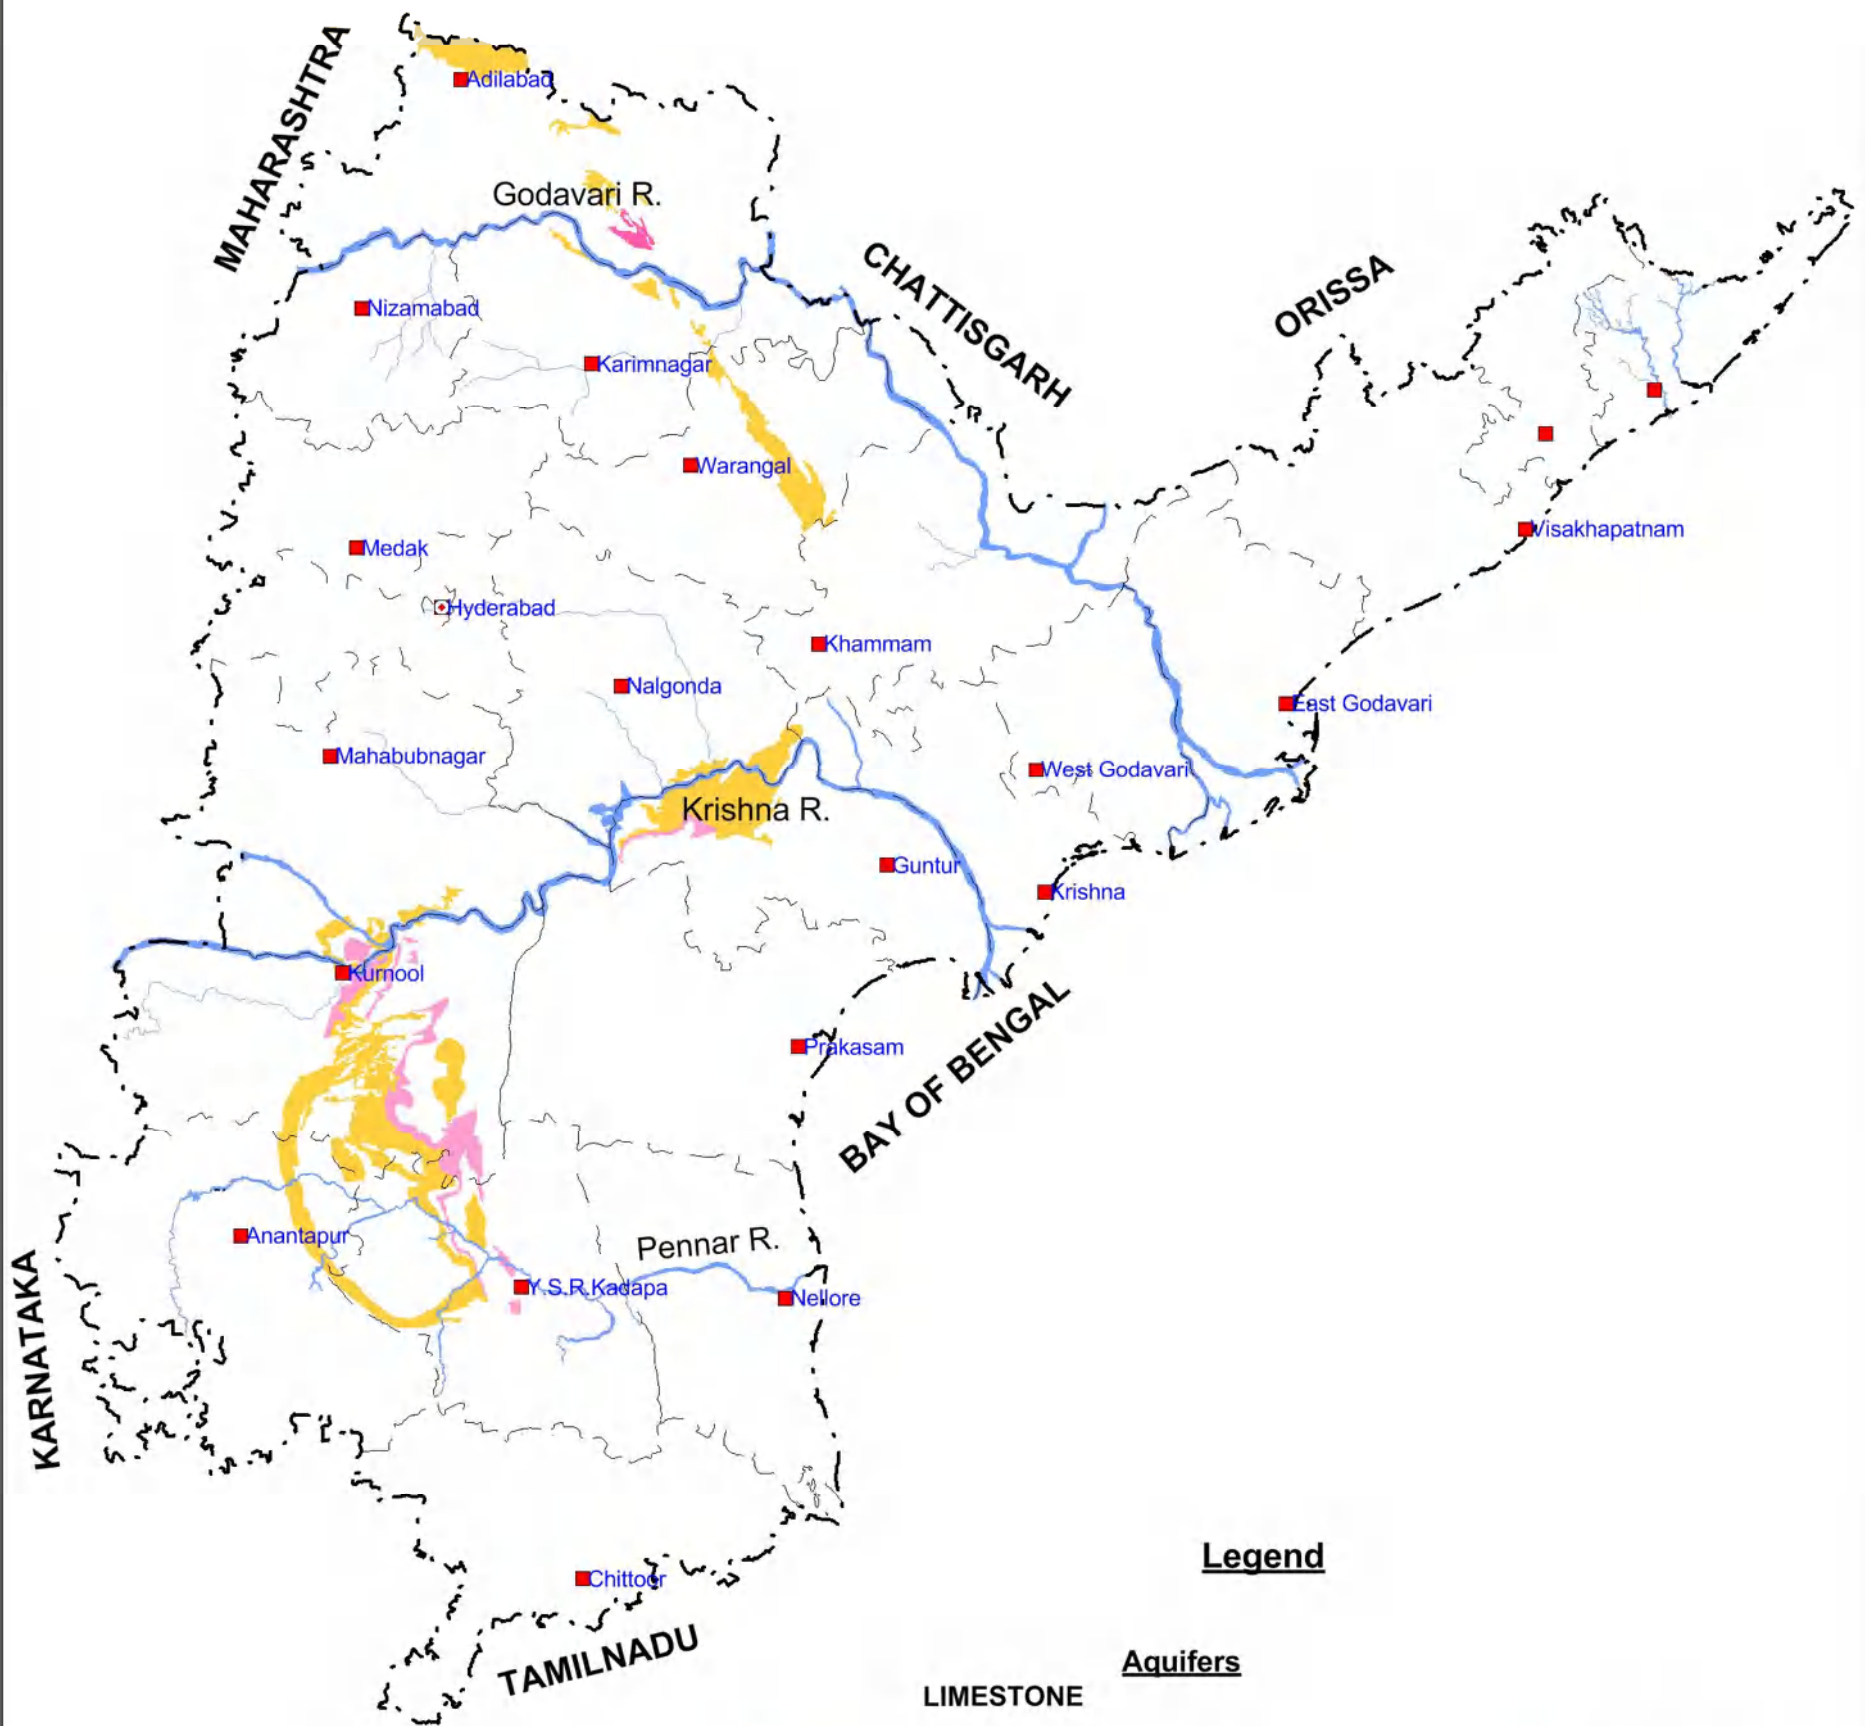 MAHARASHTRA
Adilabad
Godavari R.
CHATTISGARH
ORISSA
Nizamabad
Karimnagar
Warangal
Visakhapatnam
Medak
Hyderabad
Khammam
Nalgonda
East Godavari
Mahabubnagar
West Godavari
Krishna R.
Guntur
Krishna
Kurnool
Prakasam
BAY OF BENGAL
Anantapur
Pennar R.
Y.S.R.Kadapa
Nellore
KARNATAKA
Chittoor
TAMILNADU
Legend
Aquifers
LIMESTONE